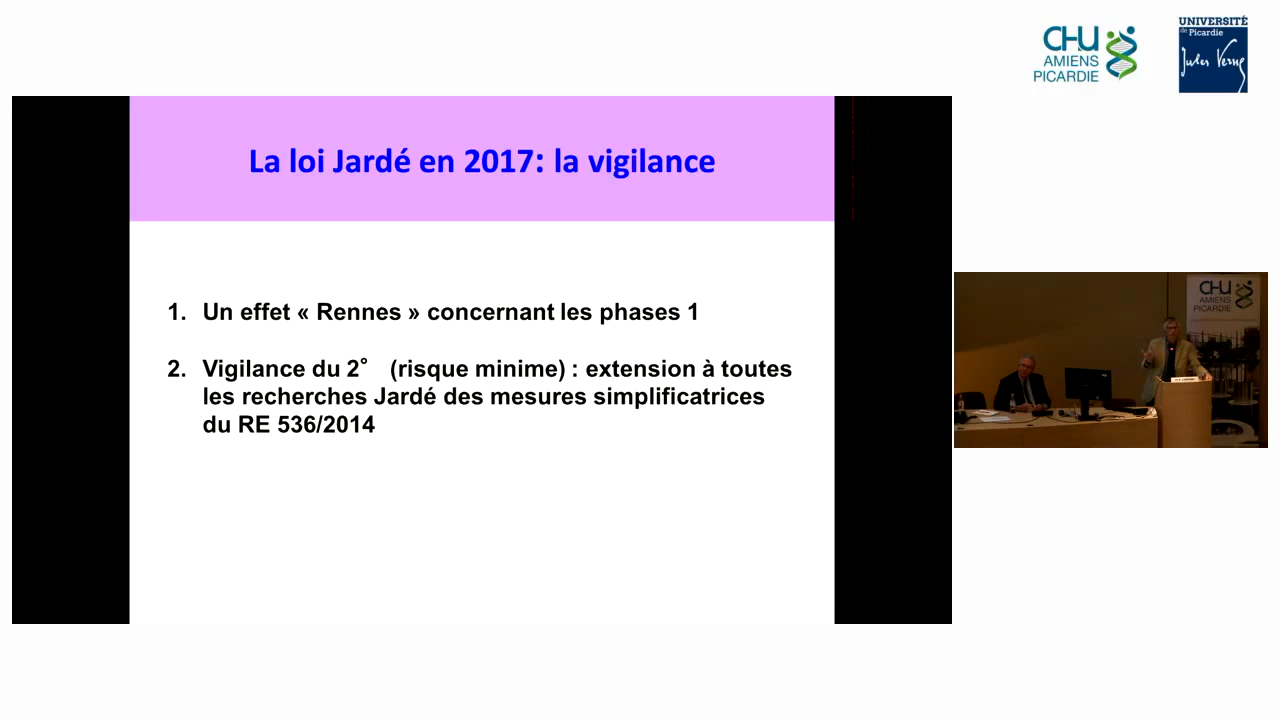 CHU
AMIENS
PICARDIE
UNIVERSITÉ
de Picardie
Jules Verne
La loi Jardé en 2017: la vigilance
1. Un effet « Rennes » concernant les phases 1
2. Vigilance du 2° (risque minime) : extension à toutes
les recherches Jardé des mesures simplificatrices
du RE 536/2014
CHU
AMIENS
PICARDIE